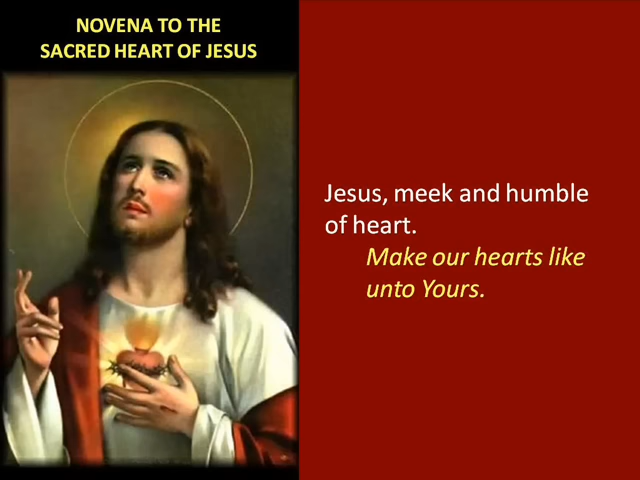 NOVENA TO THE
SACRED HEART OF JESUS
Jesus, meek and humble
of heart.
Make our hearts like
unto Yours.